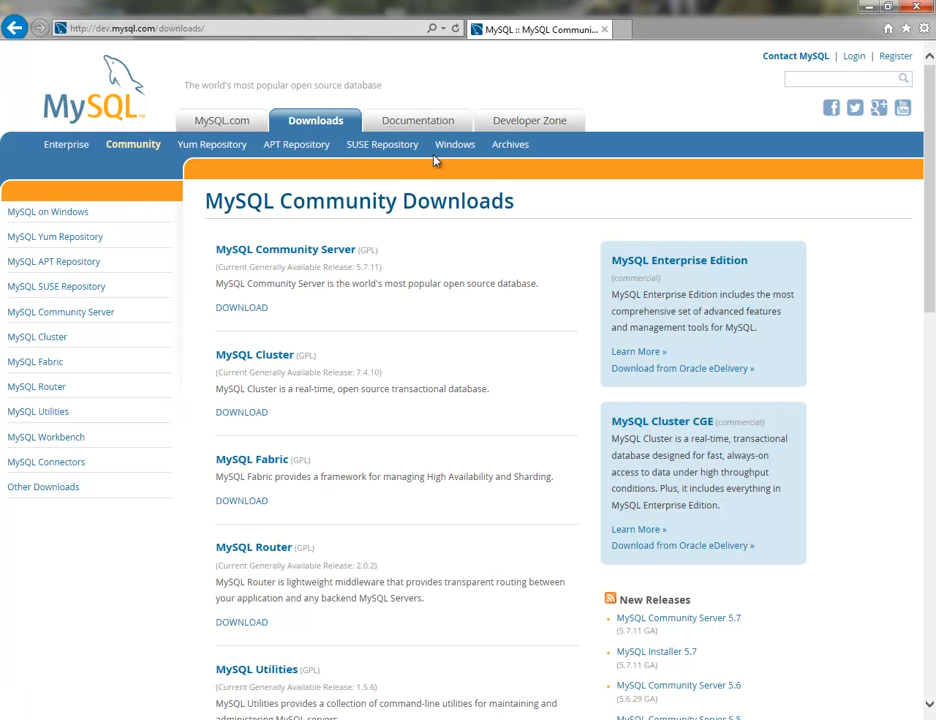 http://dev.mysql.com/downloads/
MySQL :: MySQL Communi...
Contact MySQL | Login | Register
The world's most popular open source database
MySQL
MySQL.com
Downloads
Documentation
Developer Zone
Enterprise
Community
Yum Repository
APT Repository
SUSE Repository
Windows
Archives
MySQL on Windows
MySQL Yum Repository
MySQL APT Repository
MySQL SUSE Repository
MySQL Community Server
MySQL Cluster
MySQL Fabric
MySQL Router
MySQL Utilities
MySQL Workbench
MySQL Connectors
Other Downloads
MySQL Community Downloads
MySQL Community Server (GPL)
(Current Generally Available Release: 5.7.11)
MySQL Community Server is the world's most popular open source database.
DOWNLOAD
MySQL Cluster (GPL)
(Current Generally Available Release: 7.4.10)
MySQL Cluster is a real-time, open source transactional database.
DOWNLOAD
MySQL Fabric (GPL)
MySQL Fabric provides a framework for managing High Availability and Sharding.
DOWNLOAD
MySQL Router (GPL)
(Current Generally Available Release: 2.0.2)
MySQL Router is lightweight middleware that provides transparent routing between
your application and any backend MySQL Servers.
DOWNLOAD
MySQL Utilities (GPL)
(Current Generally Available Release: 1.5.6)
MySQL Utilities provides a collection of command-line utilities for maintaining and
administering MySQL servers.
MySQL Enterprise Edition
(commercial)
MySQL Enterprise Edition includes the most
comprehensive set of advanced features
and management tools for MySQL.
Learn More »
Download from Oracle eDelivery »
MySQL Cluster CGE (commercial)
MySQL Cluster is a real-time, transactional
database designed for fast, always-on
access to data under high throughput
conditions. Plus, it includes everything in
MySQL Enterprise Edition.
Learn More »
Download from Oracle eDelivery »
New Releases
MySQL Community Server 5.7
(5.7.11 GA)
MySQL Installer 5.7
(5.7.11 GA)
MySQL Community Server 5.6
(5.6.29 GA)
MySQL Community Server 5.5